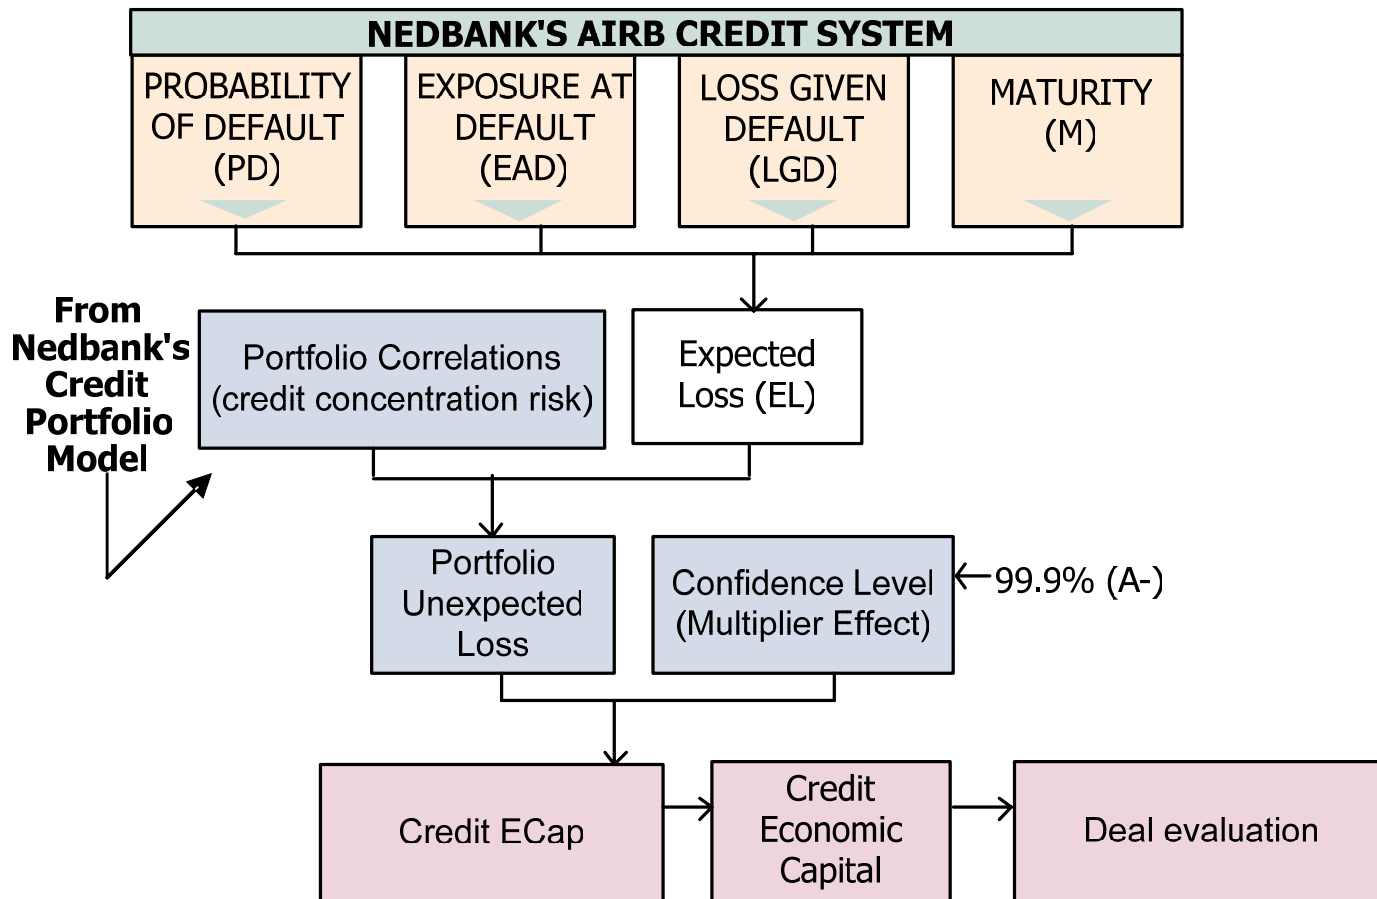 NEDBANK'S AIRB CREDIT SYSTEM
PROBABILITY
OF DEFAULT
(PD)
EXPOSURE AT
DEFAULT
(EAD)
LOSS GIVEN
DEFAULT
(LGD)
MATURITY
(M)
From
Nedbank's
Credit
Portfolio
Model
Portfolio Correlations
(credit concentration risk)
Expected
Loss (EL)
Portfolio
Unexpected
Loss
Confidence Level
(Multiplier Effect)
99.9% (A-)
Credit ECap
Credit
Economic
Capital
Deal evaluation